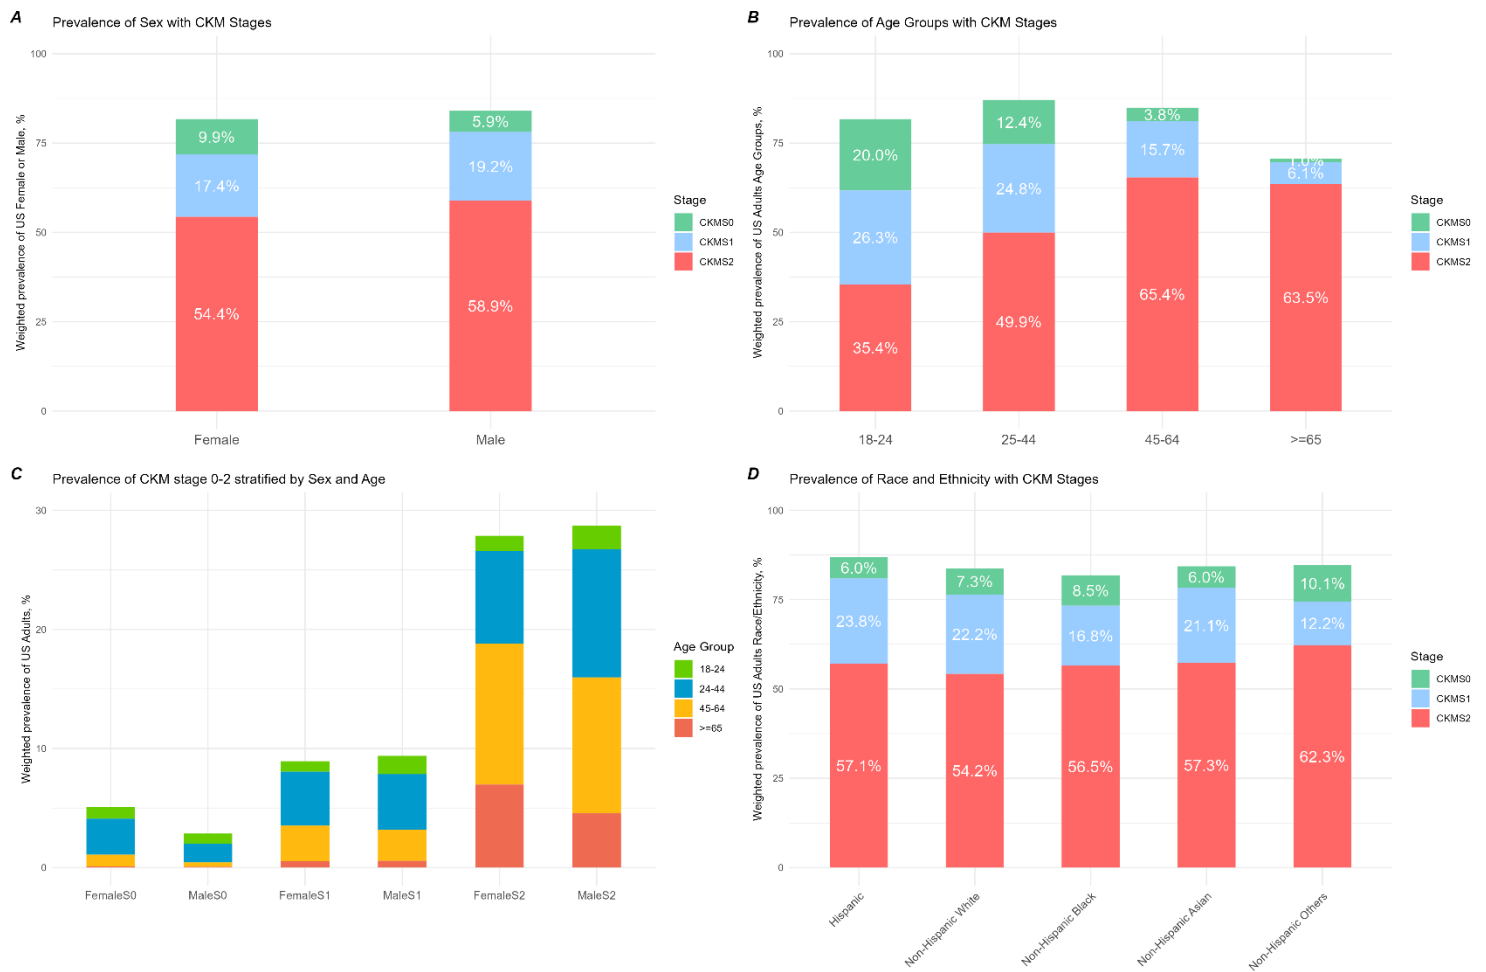 A
Prevalence of Sex with CKM Stages
Weighted prevalence of US Female or Male, %
100
75
50
25
0
9.9%
17.4%
54.4%
5.9%
19.2%
58.9%
Female
Male
Stage
CKMS0
CKMS1
CKMS2
B
Prevalence of Age Groups with CKM Stages
Weighted prevalence of US Adults Age Groups, %
100
75
50
25
0
20.0%
26.3%
35.4%
12.4%
24.8%
49.9%
3.8%
15.7%
65.4%
1.0%
6.1%
63.5%
18-24
25-44
45-64
>=65
Stage
CKMS0
CKMS1
CKMS2
C
Prevalence of CKM stage 0-2 stratified by Sex and Age
Weighted prevalence of US Adults, %
30
20
10
0
FemaleS0
MaleS0
FemaleS1
MaleS1
FemaleS2
MaleS2
Age Group
18-24
24-44
45-64
>=65
D
Prevalence of Race and Ethnicity with CKM Stages
Weighted prevalence of US Adults Race/Ethnicity, %
100
75
50
25
0
6.0%
23.8%
57.1%
7.3%
22.2%
54.2%
8.5%
16.8%
56.5%
6.0%
21.1%
57.3%
10.1%
12.2%
62.3%
Hispanic
Non-Hispanic White
Non-Hispanic Black
Non-Hispanic Asian
Non-Hispanic Others
Stage
CKMS0
CKMS1
CKMS2